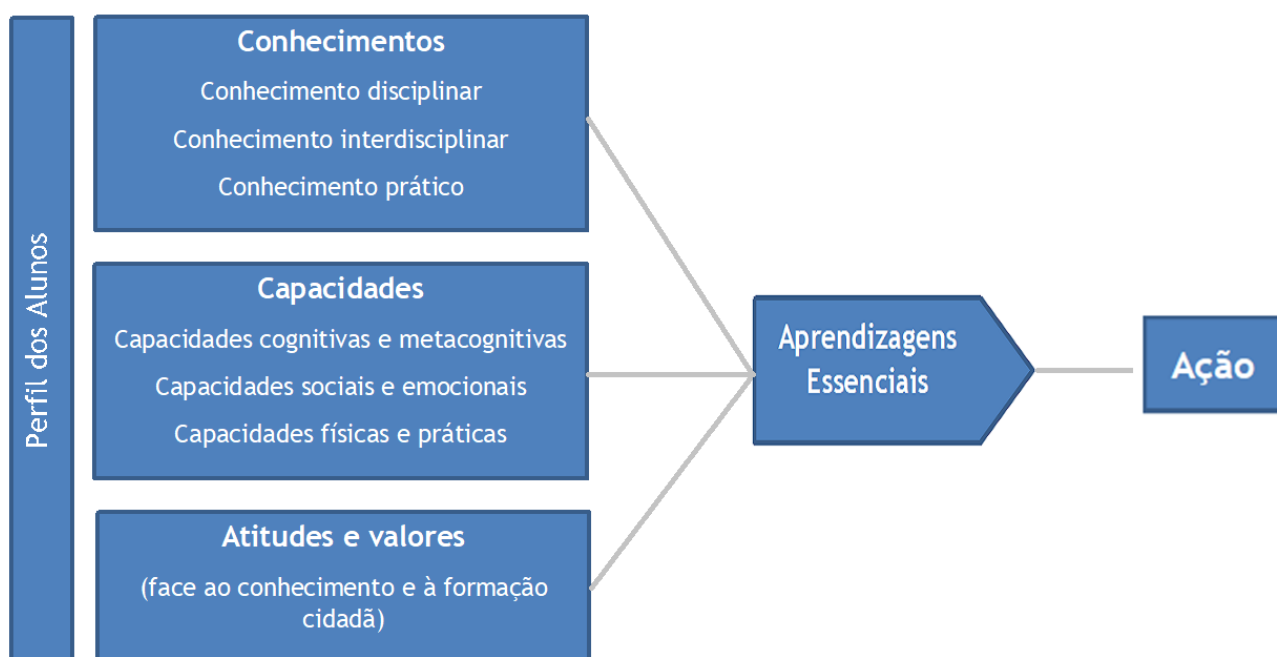 Perfil dos Alunos
Conhecimentos
Conhecimento disciplinar
Conhecimento interdisciplinar
Conhecimento prático
Capacidades
Capacidades cognitivas e metacognitivas
Capacidades sociais e emocionais
Capacidades físicas e práticas
Atitudes e valores
(face ao conhecimento e à formação
cidadã)
Aprendizagens
Essenciais
Ação